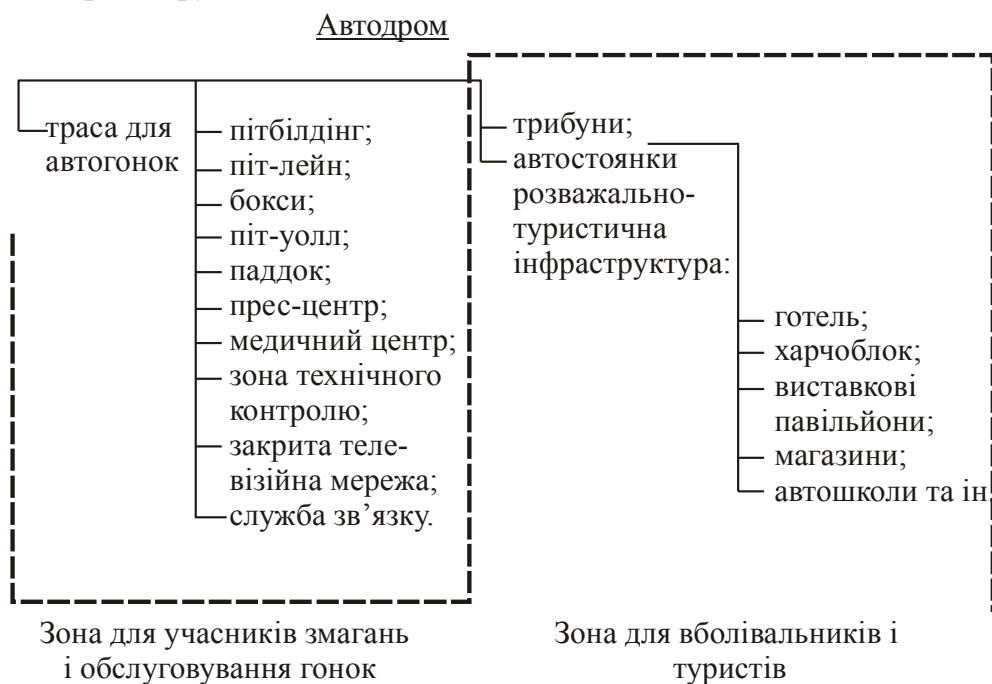 Автодром
траса для
автогонок
пітбілдінг;
піт-лейн;
бокси;
піт-уолл;
паддок;
прес-центр;
медичний центр;
зона технічного
контролю;
закрита теле-
візійна мережа;
служба зв’язку.
трибуни;
автостоянки
розважально-
туристична
інфраструктура:
готель;
харчоблок;
виставкові
павільйони;
магазини;
автошколи та ін.
Зона для учасників змагань
і обслуговування гонок
Зона для вболівальників і
туристів